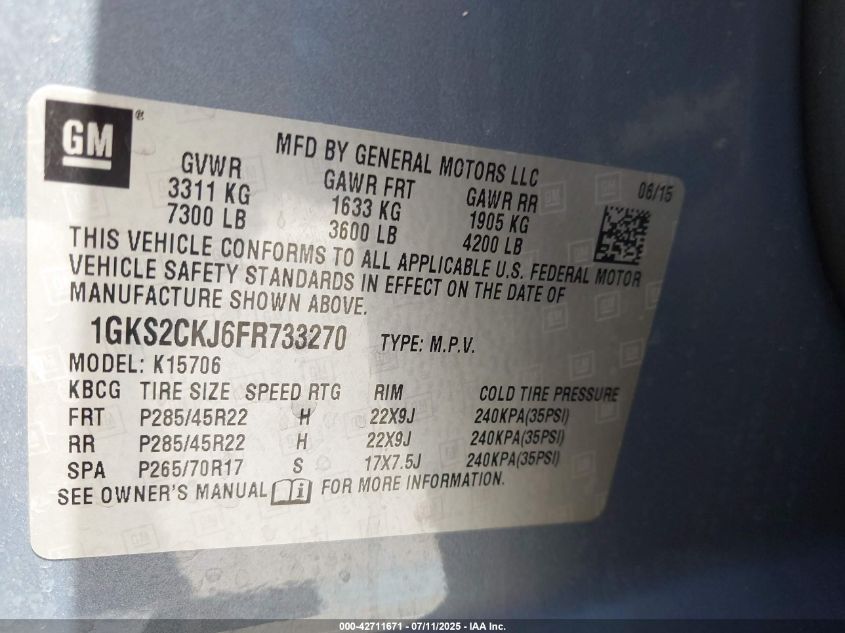 GM ®
MFD BY GENERAL MOTORS LLC
GVWR GAWR FRT GAWR RR 06/15
3311 KG 1633 KG 1905 KG
7300 LB 3600 LB 4200 LB
THIS VEHICLE CONFORMS TO ALL APPLICABLE U.S. FEDERAL MOTOR
VEHICLE SAFETY STANDARDS IN EFFECT ON THE DATE OF
MANUFACTURE SHOWN ABOVE.
1GKS2CKJ6FR733270 TYPE: M.P.V.
MODEL: K15706
KBCG TIRE SIZE SPEED RTG RIM COLD TIRE PRESSURE
FRT P285/45R22 H 22X9J 240KPA(35PSI)
RR P285/45R22 H 22X9J 240KPA(35PSI)
SPA P265/70R17 S 17X7.5J 240KPA(35PSI)
SEE OWNER'S MANUAL i FOR MORE INFORMATION.
000-42711671 - 07/11/2025 - IAA Inc.